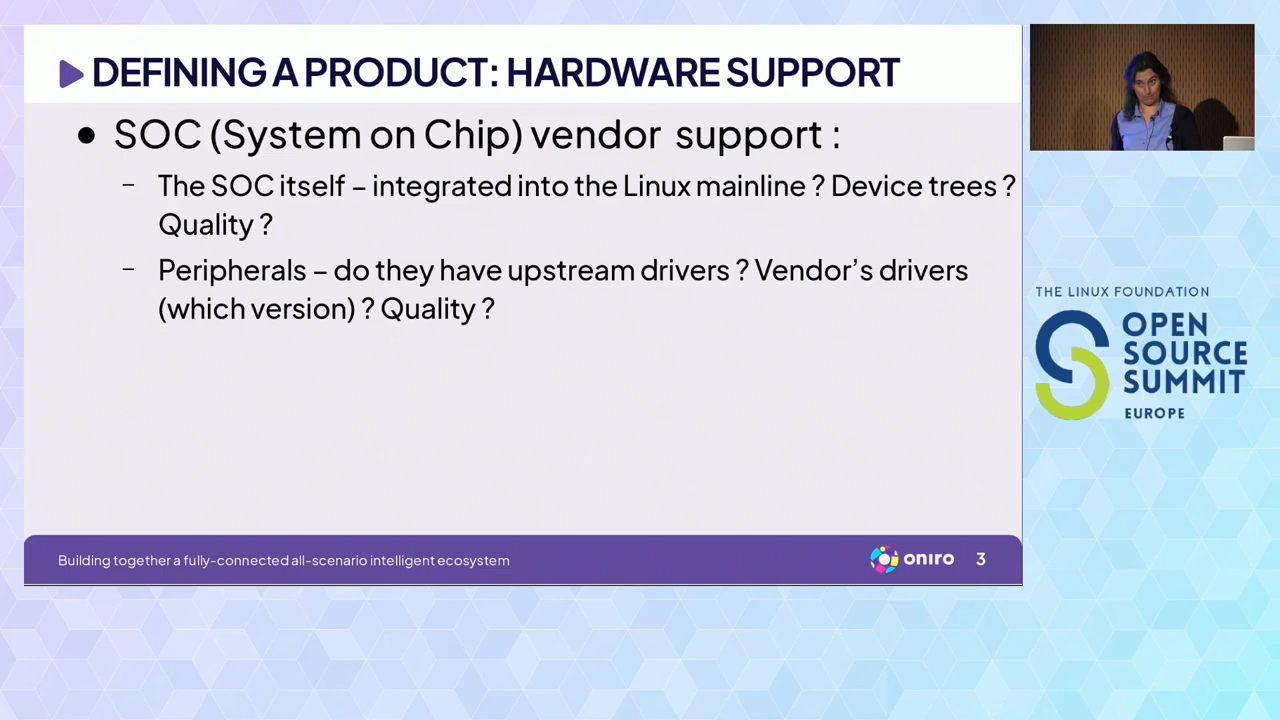 DEFINING A PRODUCT: HARDWARE SUPPORT
● SOC (System on Chip) vendor support :
– The SOC itself – integrated into the Linux mainline ? Device trees ?
Quality ?
– Peripherals – do they have upstream drivers ? Vendor’s drivers
(which version) ? Quality ?
Building together a fully-connected all-scenario intelligent ecosystem
oniro 3
THE LINUX FOUNDATION
OPEN
SOURCE
SUMMIT
EUROPE